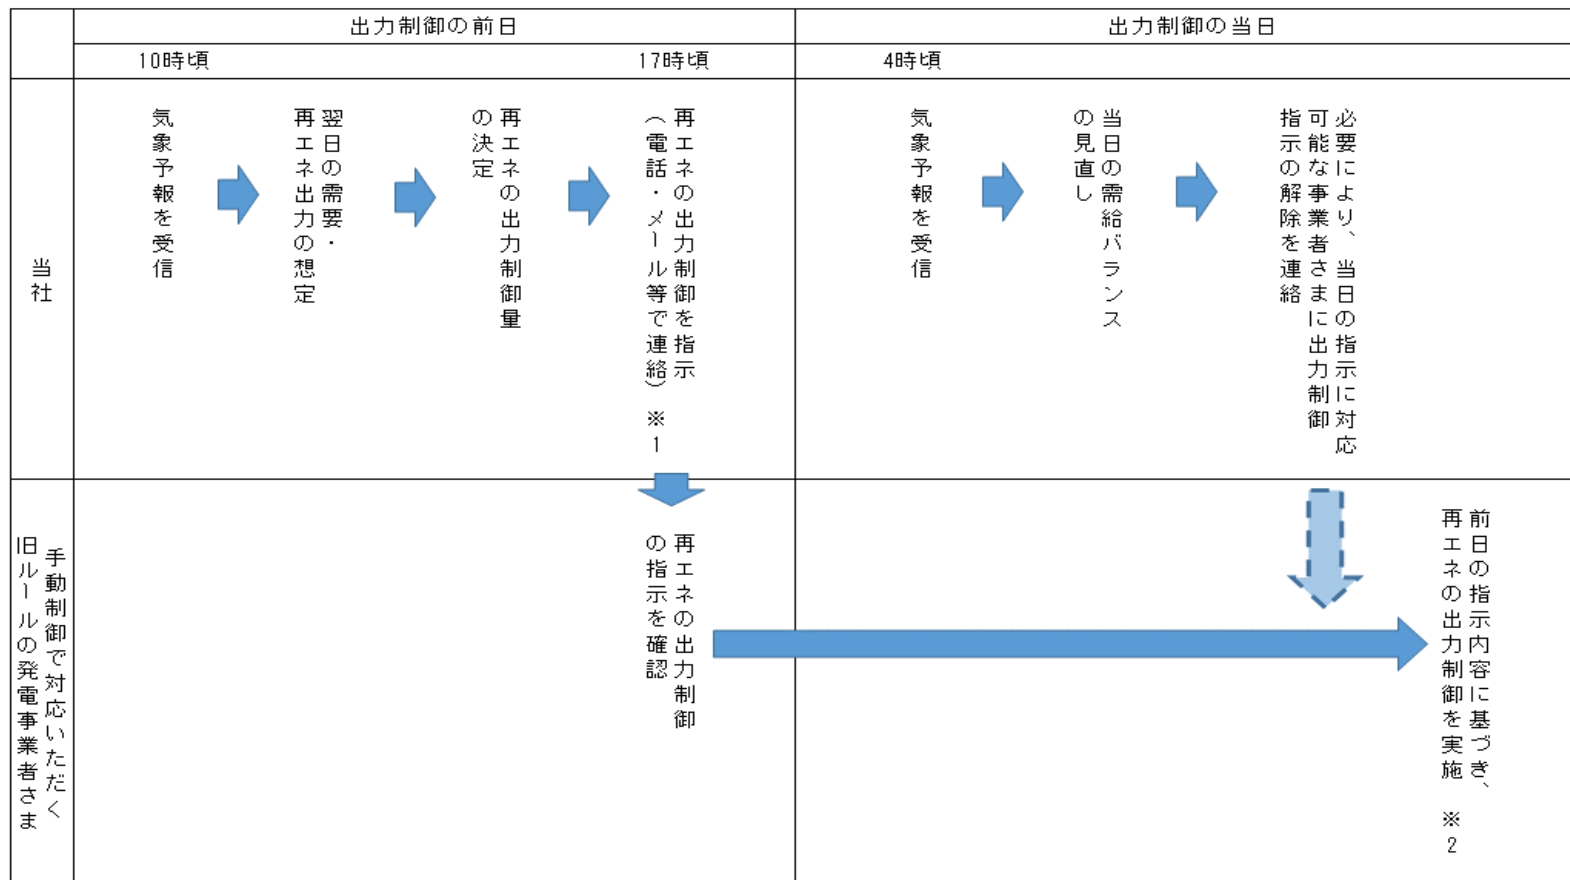 出力制御の前日
出力制御の当日
10時頃
17時頃
4時頃
当社
気象予報を受信
翌日の需要・
再エネ出力の想定
再エネの出力制御量
の決定
再エネの出力制御を指示
（電話・メール等で連絡）※1
気象予報を受信
当日の需給バランス
の見直し
必要により、当日の指示に対応
可能な事業者さまに出力制御
指示の解除を連絡
手動制御で対応いただく
旧ルールの発電事業者さま
再エネの出力制御
の指示を確認
前日の指示内容に基づき、
再エネの出力制御を実施 ※2